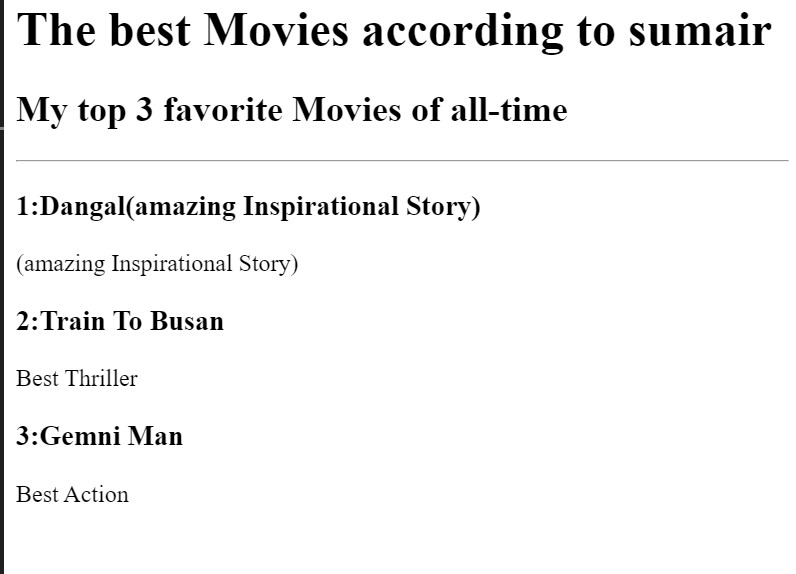 The best Movies according to sumair
My top 3 favorite Movies of all-time
1:Dangal(amazing Inspirational Story)
(amazing Inspirational Story)
2:Train To Busan
Best Thriller
3:Gemni Man
Best Action